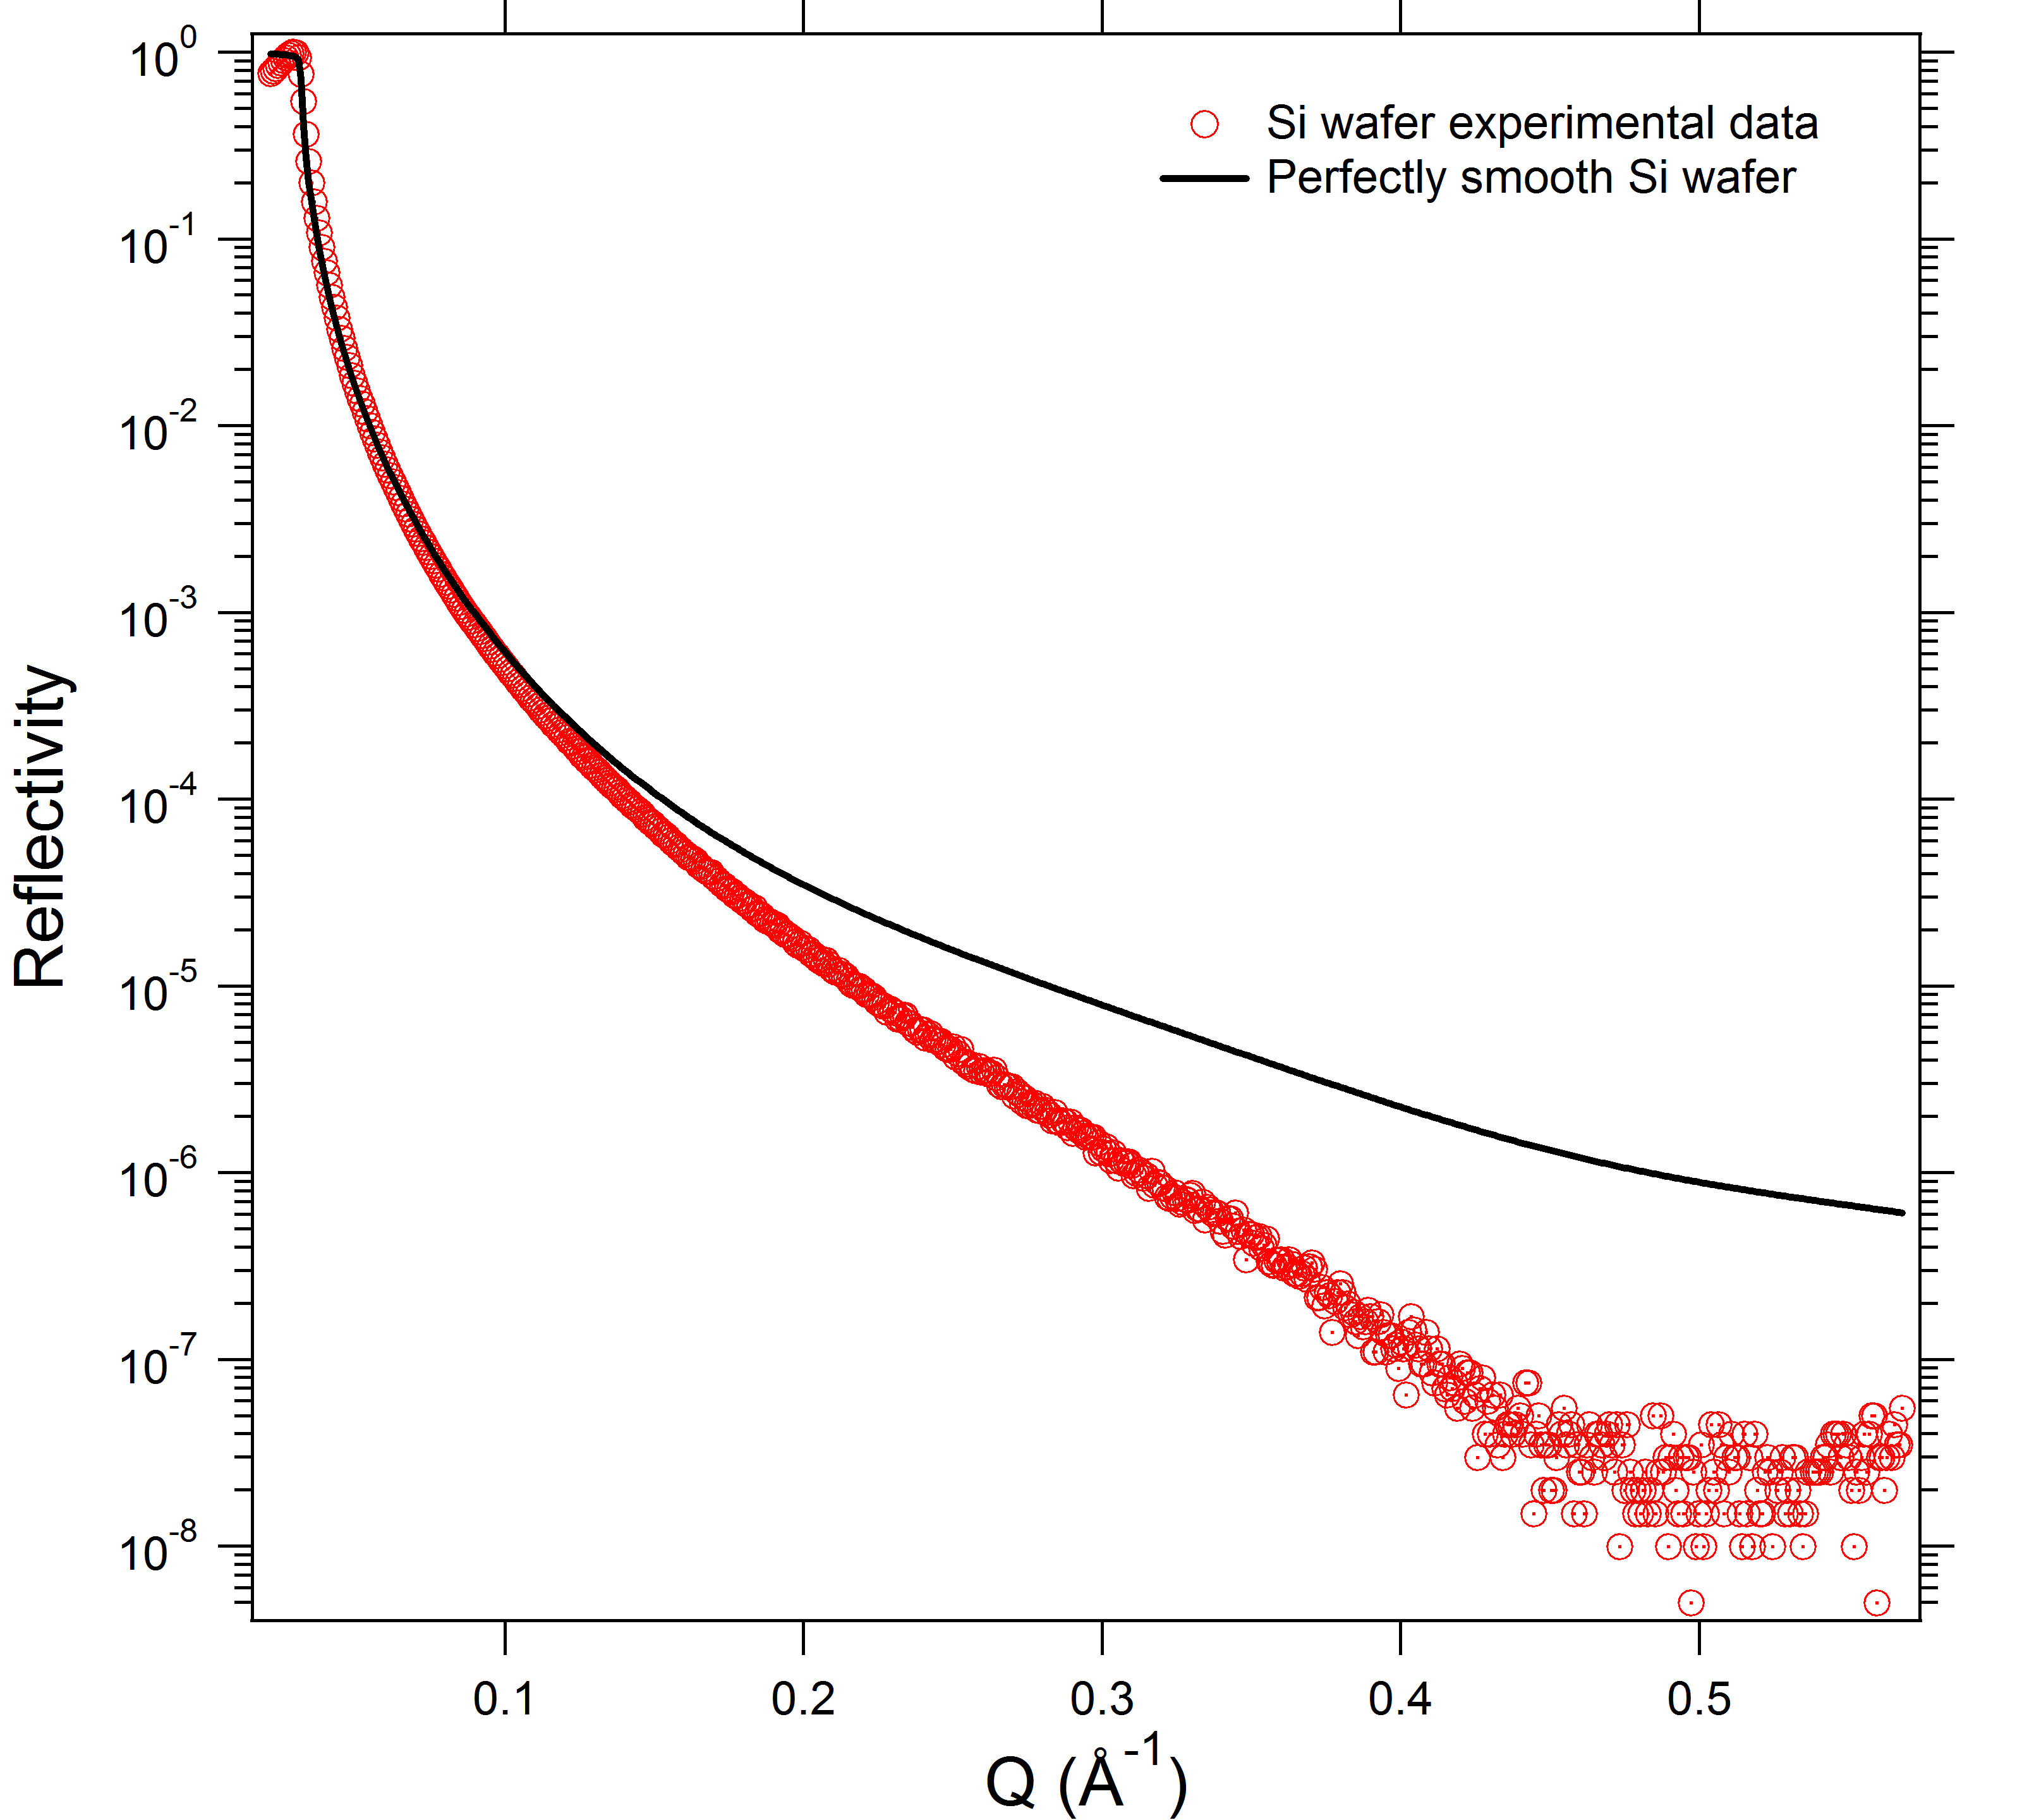 Si wafer experimental data
Perfectly smooth Si wafer
10^0
10^-1
10^-2
10^-3
10^-4
10^-5
10^-6
10^-7
10^-8
Reflectivity
0.1 0.2 0.3 0.4 0.5
Q (Å^-1)